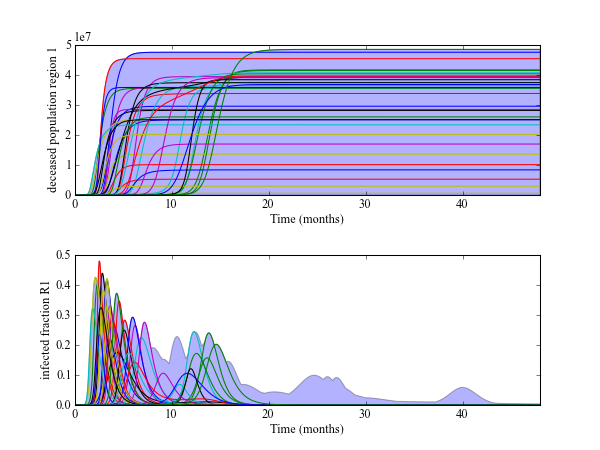 1e7
5
4
3
2
1
0
deceased population region 1
0 10 20 30 40
Time (months)
0.5
0.4
0.3
0.2
0.1
0.0
infected fraction R1
0 10 20 30 40
Time (months)